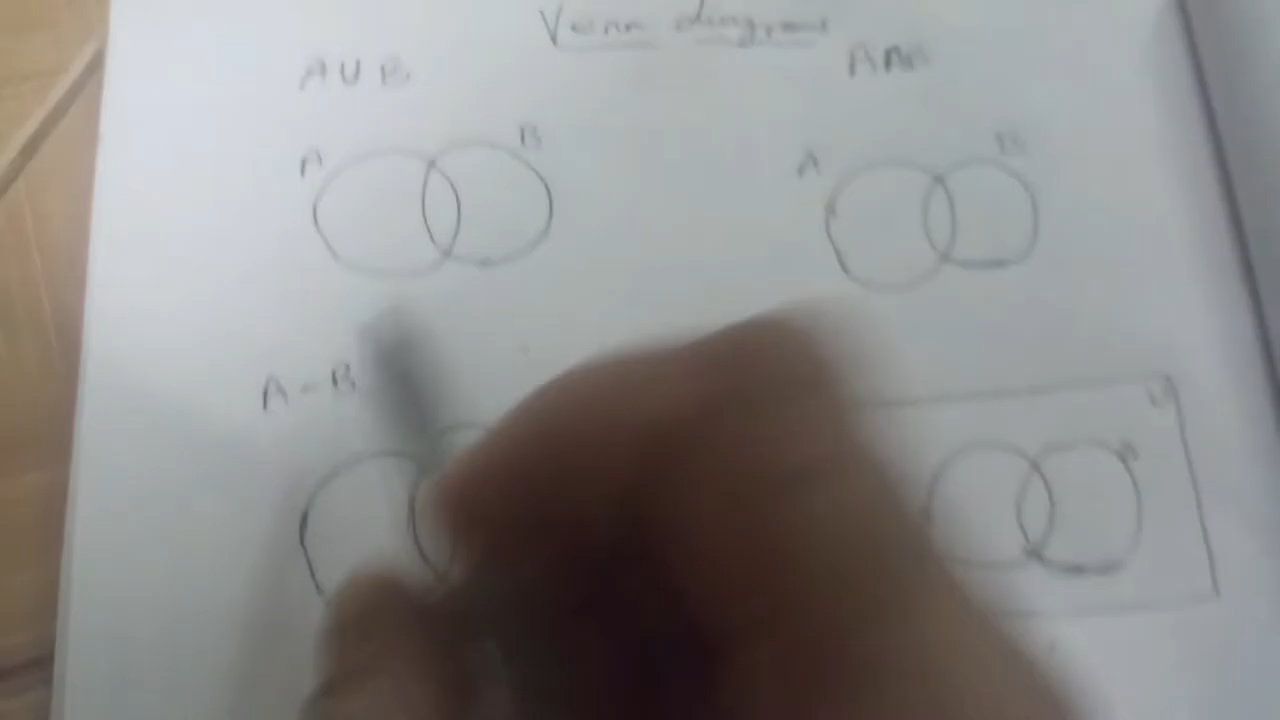 Venn diagram
A U B
A ∩ B
A B
A B
A - B
U
B